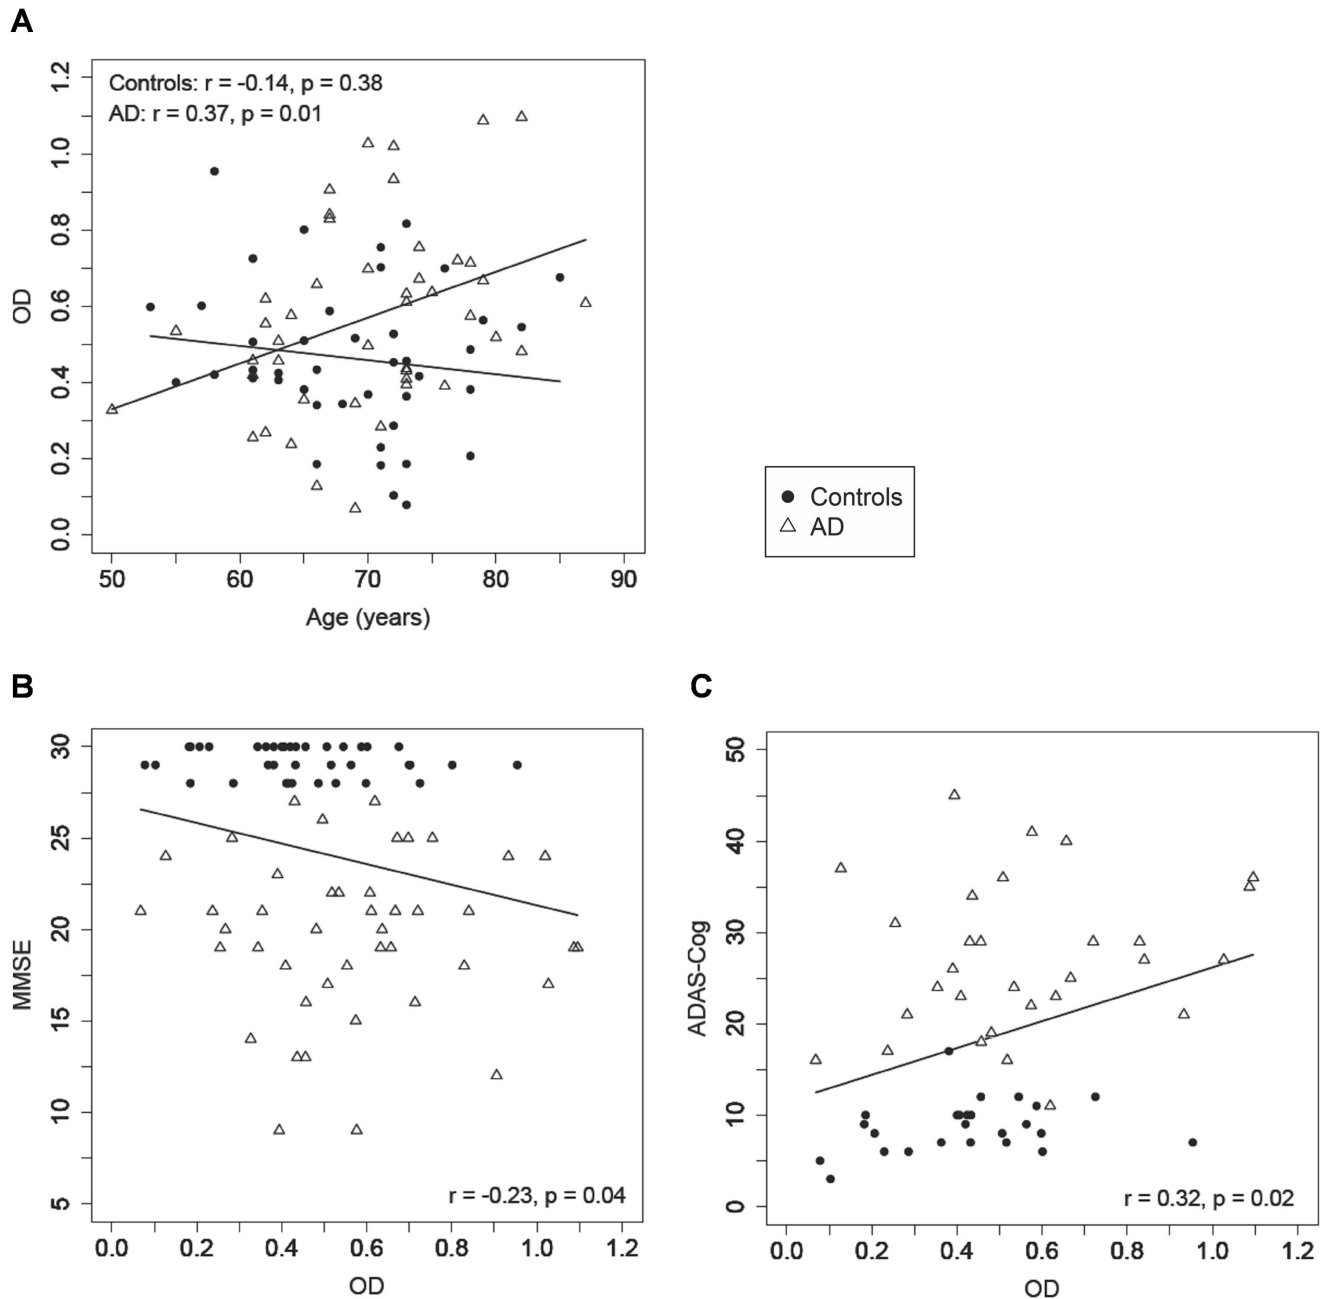 A
Controls: r = -0.14, p = 0.38
AD: r = 0.37, p = 0.01
OD
1.2
1.0
0.8
0.6
0.4
0.2
0.0
50 60 70 80 90
Age (years)
Controls
AD
B
MMSE
30
25
20
15
10
5
r = -0.23, p = 0.04
0.0 0.2 0.4 0.6 0.8 1.0 1.2
OD
C
ADAS-Cog
50
40
30
20
10
0
r = 0.32, p = 0.02
0.0 0.2 0.4 0.6 0.8 1.0 1.2
OD